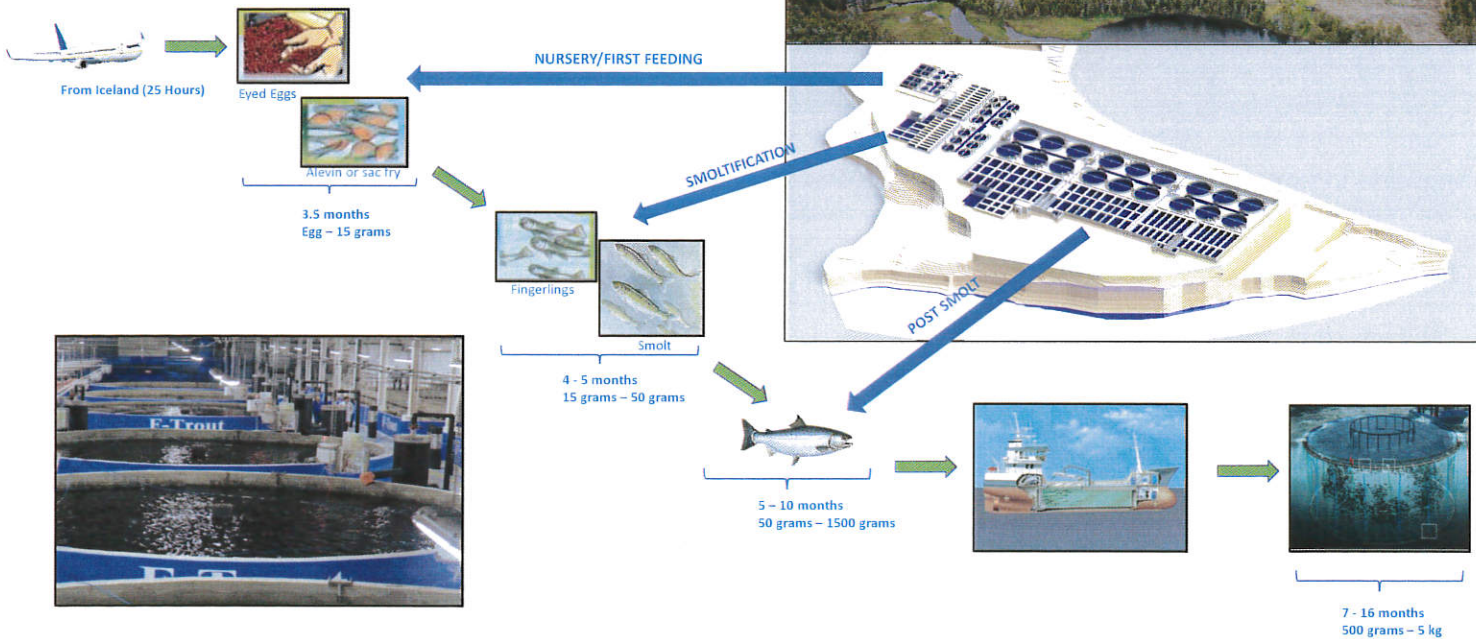 NURSERY/FIRST FEEDING
From Iceland (25 Hours)
Eyed Eggs
Alevin or sac fry
SMOLTIFICATION
3.5 months
Egg – 15 grams
Fingerlings
Smolt
POST SMOLT
4 - 5 months
15 grams – 50 grams
E-Trout
5 – 10 months
50 grams – 1500 grams
7 - 16 months
500 grams – 5 kg